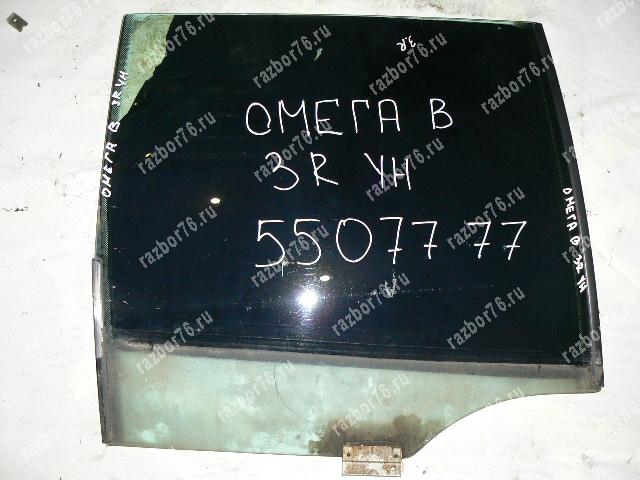 З.R
ОМЕГА В
3R УН
5507777
ОМЕГА В 3R УН
ОМЕГА В 3R УН
razbor76.ru